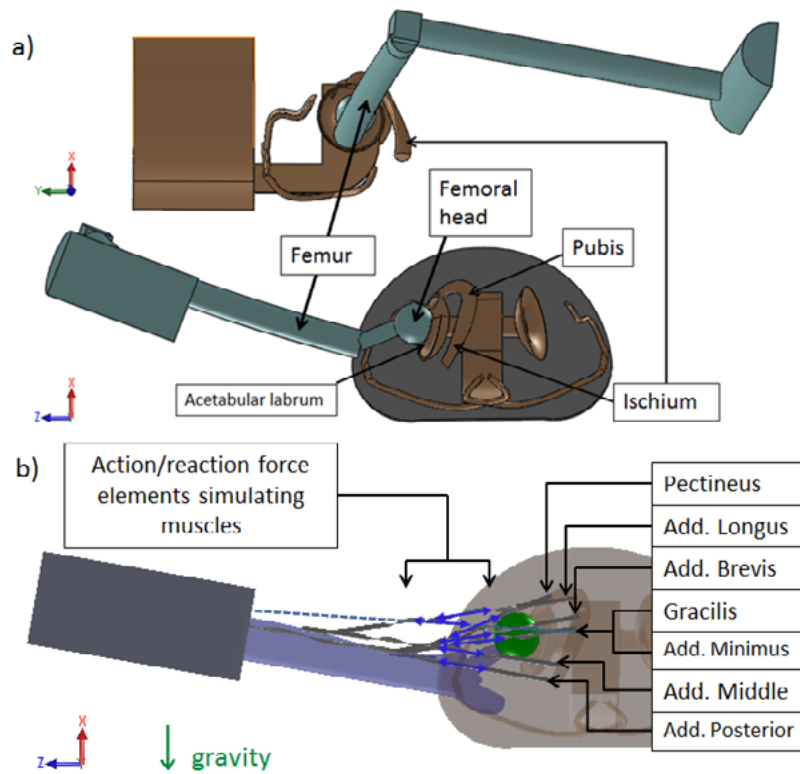 a)
X
Y
Femoral
head
Femur
Pubis
Acetabular labrum
Ischium
X
Z
b)
Action/reaction force
elements simulating
muscles
Pectineus
Add. Longus
Add. Brevis
Gracilis
Add. Minimus
Add. Middle
Add. Posterior
X
Z
gravity